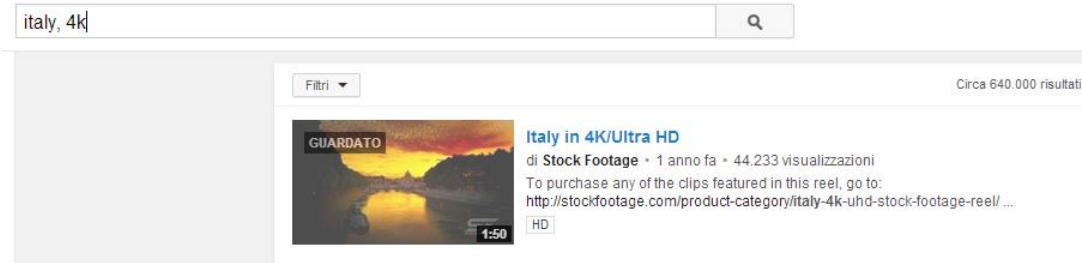 italy, 4k
Filtri
Circa 640.000 risultati
GUARDATO
1:50
Italy in 4K/Ultra HD
di Stock Footage • 1 anno fa • 44.233 visualizzazioni
To purchase any of the clips featured in this reel, go to:
http://stockfootage.com/product-category/italy-4k-uhd-stock-footage-reel/ ...
HD